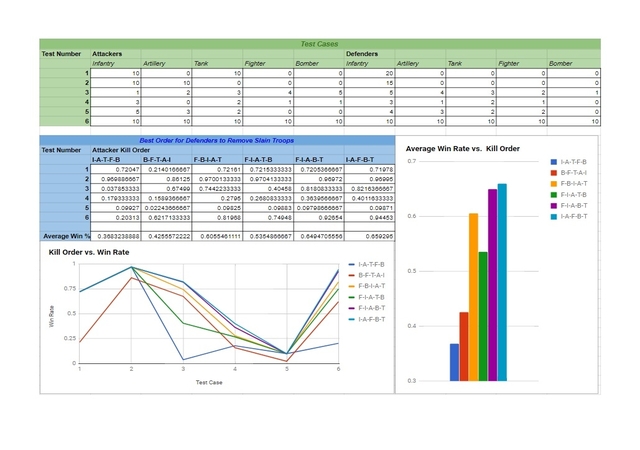 Test Cases
Test Number Attackers Defenders
Infantry Artillery Tank Fighter Bomber Infantry Artillery Tank Fighter Bomber
1 10 0 10 0 0 20 0 0 0 0
2 10 10 0 0 0 15 0 0 0 0
3 1 2 3 4 5 5 4 3 2 1
4 3 0 2 1 1 3 1 2 1 0
5 5 3 2 0 0 4 3 2 2 0
6 10 10 10 10 10 10 10 10 10 10
Best Order for Defenders to Remove Slain Troops
Test Number Attacker Kill Order
I-A-T-F-B B-F-T-A-I F-B-I-A-T F-I-A-T-B F-I-A-B-T I-A-F-B-T
1 0.72047 0.2140166667 0.72161 0.7215333333 0.7205366667 0.71978
2 0.969886667 0.86125 0.9700133333 0.9704133333 0.96972 0.96995
3 0.037853333 0.67499 0.7442233333 0.40458 0.8180833333 0.8216366667
4 0.179333333 0.1589366667 0.2795 0.2680833333 0.3639566667 0.4011633333
5 0.09927 0.02243666667 0.09825 0.09883 0.09798666667 0.09871
6 0.20313 0.6217133333 0.81968 0.74948 0.92654 0.94453
Average Win % 0.3683238888 0.4255572222 0.6055461111 0.5354866667 0.6494705556 0.659295
Average Win Rate vs. Kill Order
0.7
0.6
0.5
0.4
0.3
I-A-T-F-B
B-F-T-A-I
F-B-I-A-T
F-I-A-T-B
F-I-A-B-T
I-A-F-B-T
Kill Order vs. Win Rate
Win Rate
1
0.75
0.5
0.25
0
1 2 3 4 5 6
Test Case
I-A-T-F-B
B-F-T-A-I
F-B-I-A-T
F-I-A-T-B
F-I-A-B-T
I-A-F-B-T